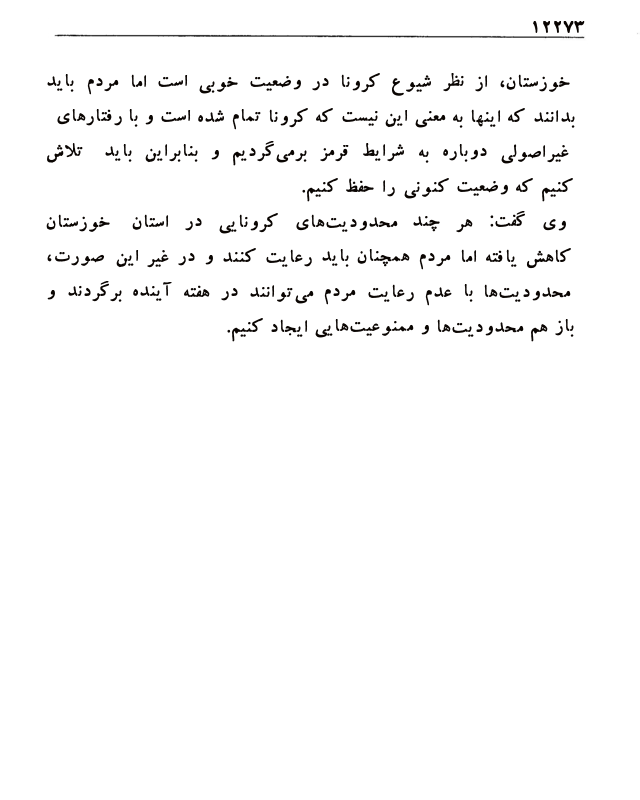 ۱۲۲۷۳
خوزستان، از نظر شیوع کرونا در وضعیت خوبی است اما مردم باید
بدانند که اینها به معنی این نیست که کرونا تمام شده است و با رفتارهای
غیراصولی دوباره به شرایط قرمز برمی‌گردیم و بنابراین باید تلاش
کنیم که وضعیت کنونی را حفظ کنیم.
وی گفت: هر چند محدودیت‌های کرونایی در استان خوزستان
کاهش یافته اما مردم همچنان باید رعایت کنند و در غیر این صورت،
محدودیت‌ها با عدم رعایت مردم می‌توانند در هفته آینده برگردند و
باز هم محدودیت‌ها و ممنوعیت‌هایی ایجاد کنیم.